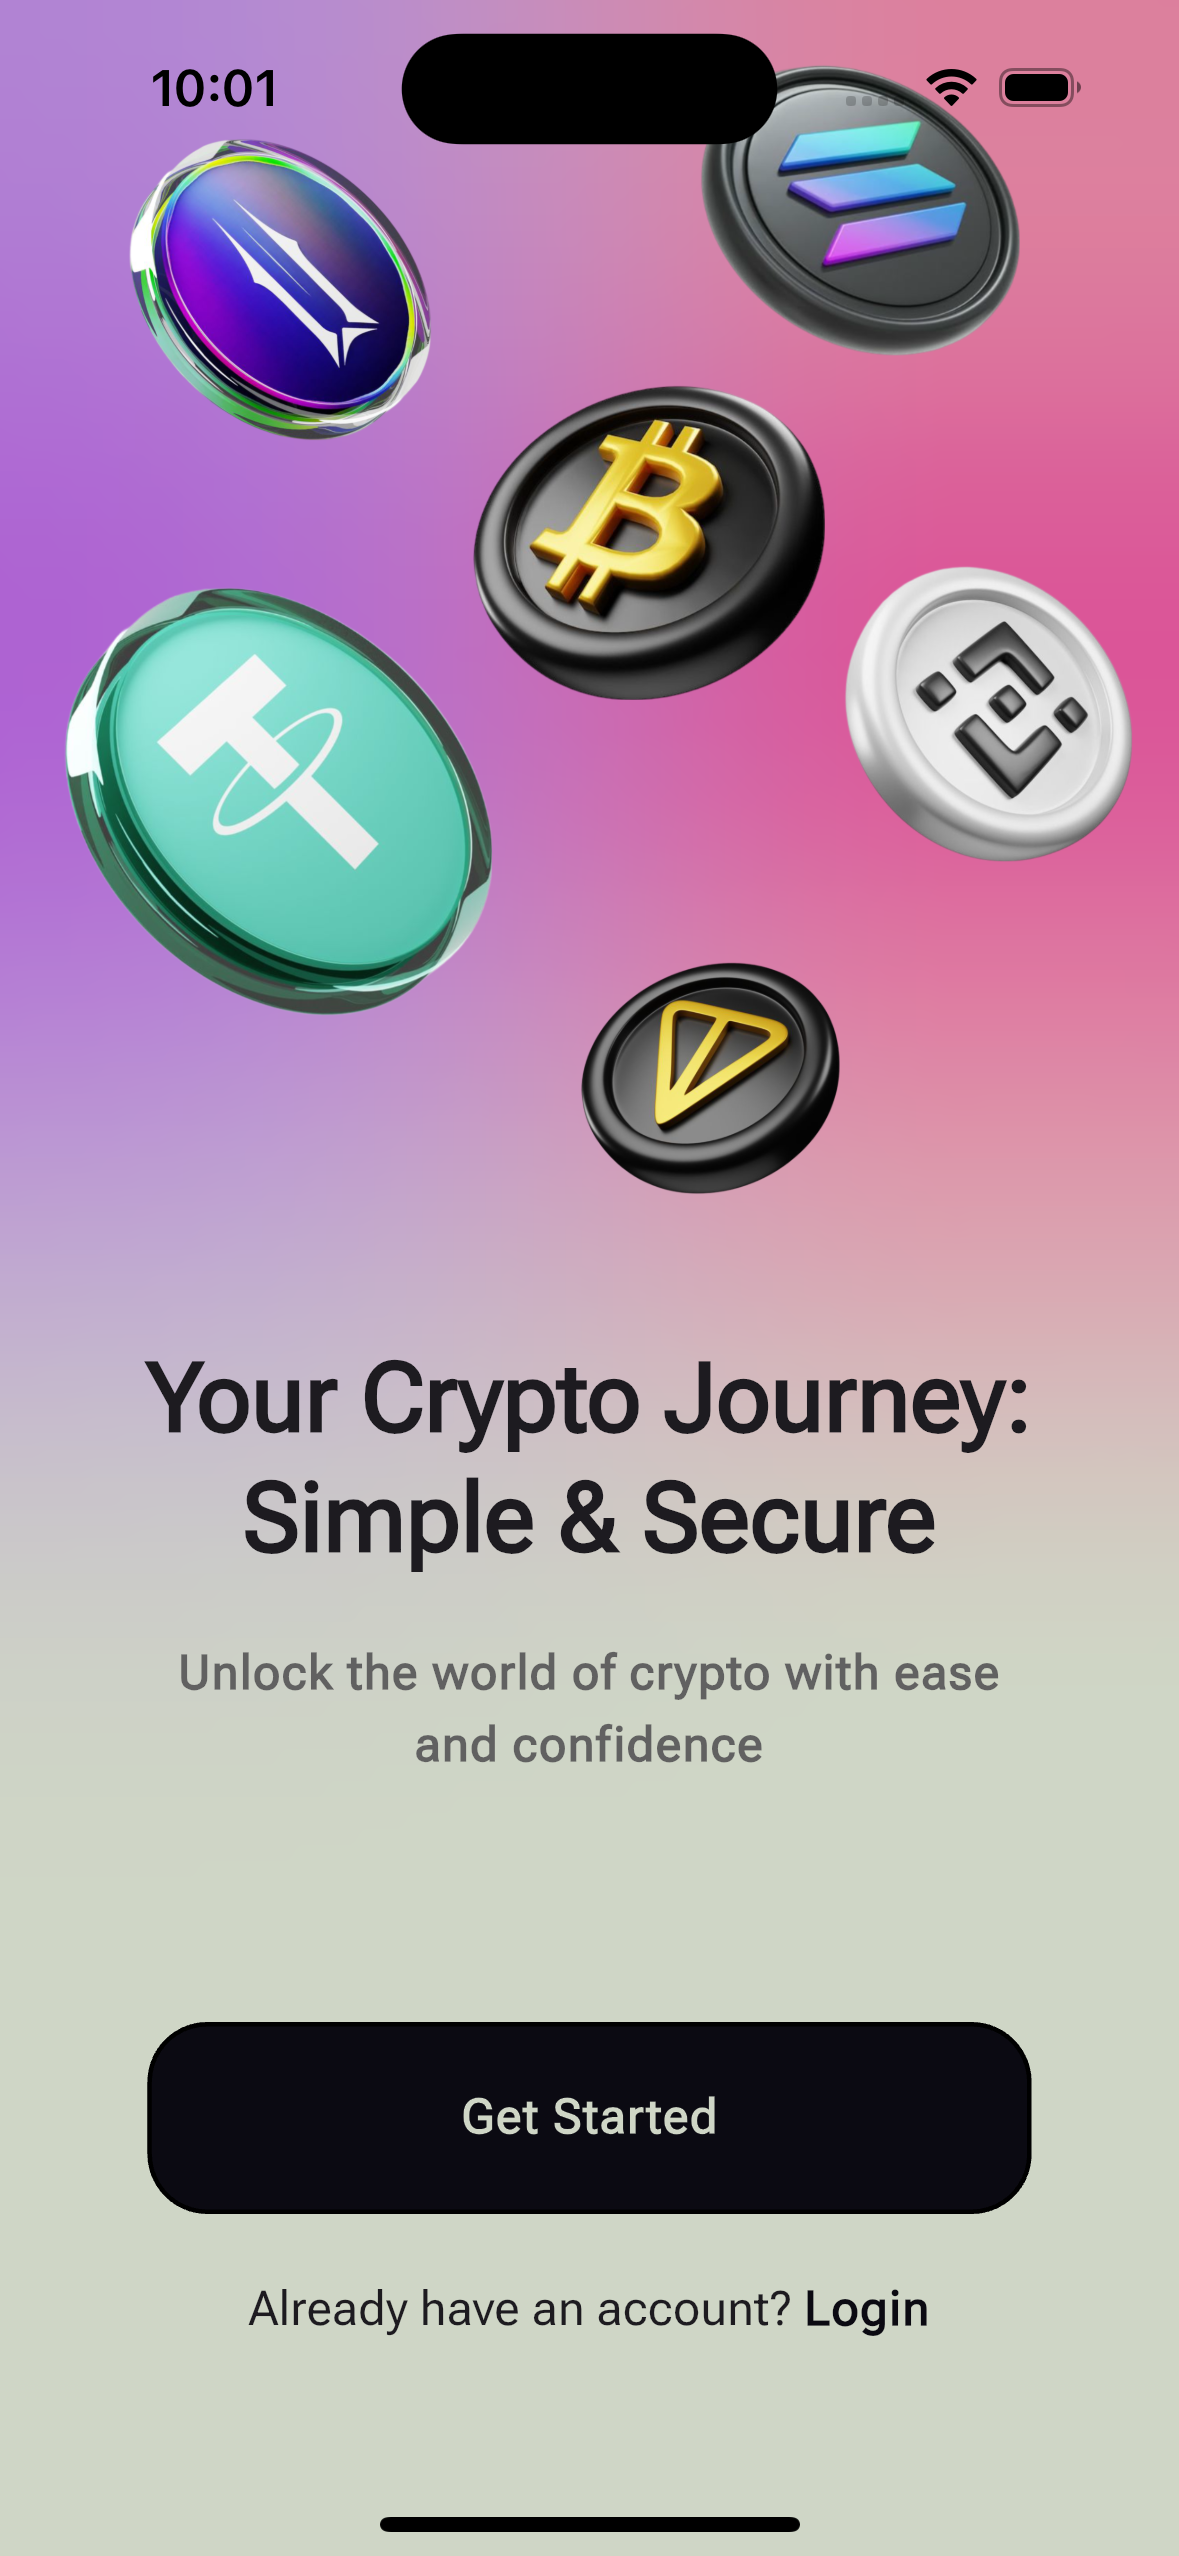 10:01
Your Crypto Journey:
Simple & Secure
Unlock the world of crypto with ease
and confidence
Get Started
Already have an account? Login